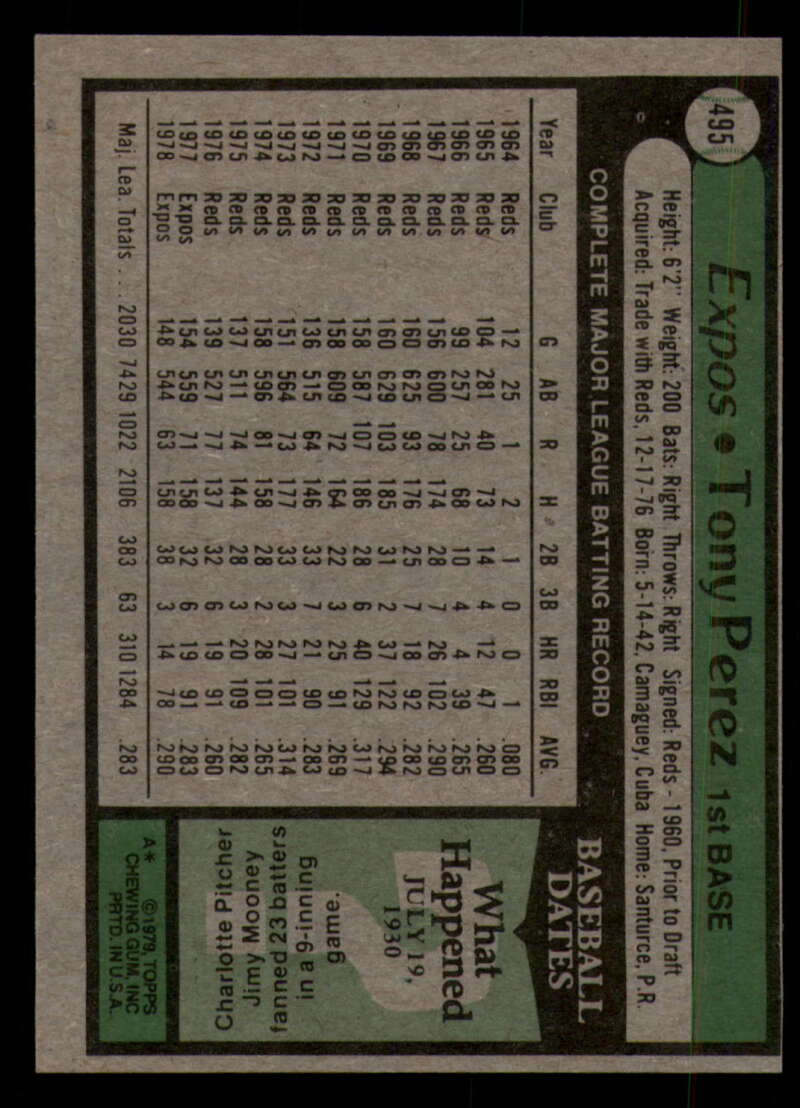 495
Expos • Tony Perez 1st BASE
Height: 6'2" Weight: 200 Bats: Right Throws: Right Signed: Reds - 1960, Prior to Draft
Acquired: Trade with Reds, 12-17-76 Born: 5-14-42, Camaguey, Cuba Home: Santurce, P.R.
COMPLETE MAJOR LEAGUE BATTING RECORD
Year Club G AB R H 2B 3B HR RBI AVG.
1964 Reds 12 25 1 2 1 0 0 1 .080
1965 Reds 104 281 40 73 14 4 12 47 .260
1966 Reds 99 257 25 68 10 4 4 39 .265
1967 Reds 156 600 78 174 28 7 26 102 .290
1968 Reds 160 625 93 176 25 7 18 92 .282
1969 Reds 160 629 103 185 31 2 37 122 .294
1970 Reds 158 587 107 186 28 6 40 129 .317
1971 Reds 158 609 72 164 22 3 25 91 .269
1972 Reds 136 515 64 146 33 7 21 90 .283
1973 Reds 151 564 73 177 33 3 27 101 .314
1974 Reds 158 596 81 158 28 2 28 101 .265
1975 Reds 137 511 74 144 28 3 20 109 .282
1976 Reds 139 527 77 137 32 6 19 91 .260
1977 Expos 154 559 71 158 32 6 19 91 .283
1978 Expos 148 544 63 158 38 3 14 78 .290
Maj. Lea. Totals . . . 2030 7429 1022 2106 383 63 310 1284 .283
BASEBALL
DATES
What
Happened
JULY 19,
1930
Charlotte Pitcher
Jimy Mooney
fanned 23 batters
in a 9-inning
game.
A* ©1979, TOPPS
CHEWING GUM, INC
PRTD. IN U.S.A.